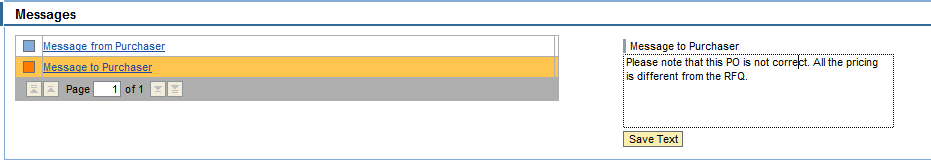 Messages
Message from Purchaser
Message to Purchaser
Page 1 of 1
Message to Purchaser
Please note that this PO is not correct. All the pricing
is different from the RFQ.
Save Text